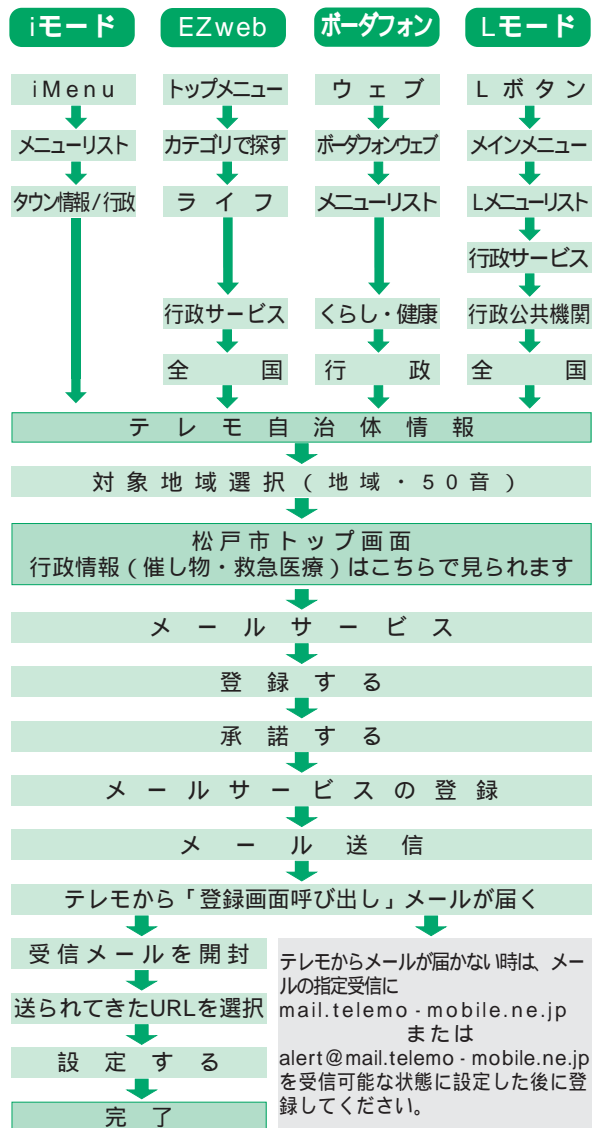 iモード
EZweb
ボーダフォン
Lモード
iMenu
トップメニュー
ウェブ
Lボタン
メニューリスト
カテゴリで探す
ボーダフォンウェブ
メインメニュー
タウン情報/行政
ライフ
メニューリスト
Lメニューリスト
行政サービス
行政サービス
くらし・健康
行政公共機関
全国
行政
全国
テレモ自治体情報
対象地域選択(地域・50音)
松戸市トップ画面
行政情報(催し物・救急医療)はこちらで見られます
メールサービス
登録する
承諾する
メールサービスの登録
メール送信
テレモから「登録画面呼び出し」メールが届く
受信メールを開封
送られてきたURLを選択
設定する
完了
テレモからメールが届かない時は、メー
ルの指定受信に
mail.telemo-mobile.ne.jp
または
alert@mail.telemo-mobile.ne.jp
を受信可能な状態に設定した後に登
録してください。